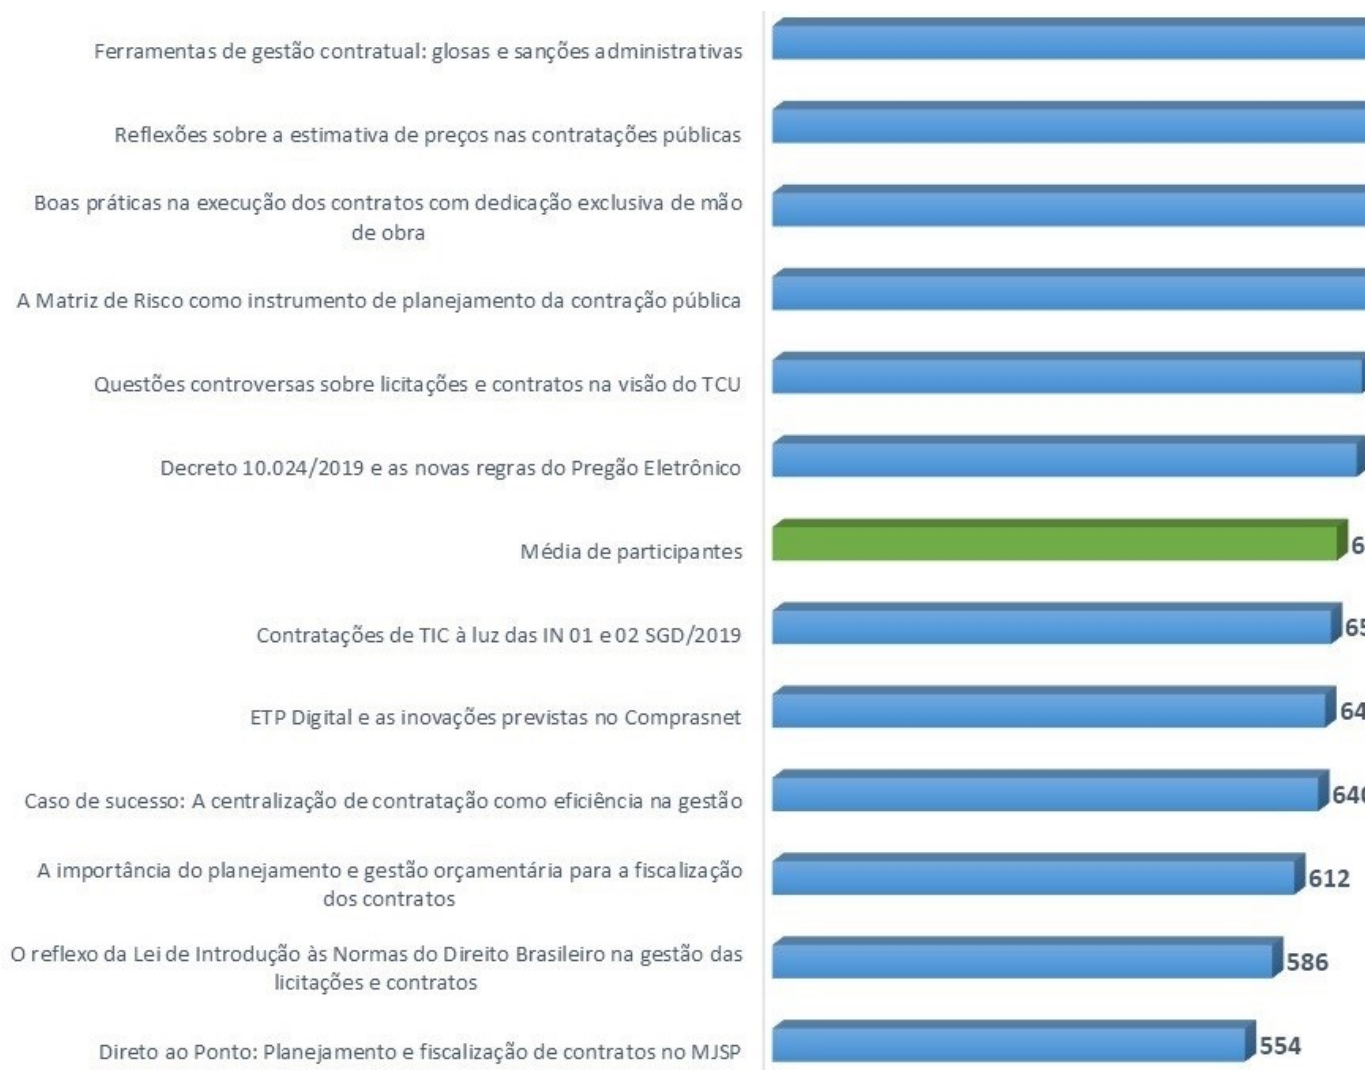 Ferramentas de gestão contratual: glosas e sanções administrativas
Reflexões sobre a estimativa de preços nas contratações públicas
Boas práticas na execução dos contratos com dedicação exclusiva de mão
de obra
A Matriz de Risco como instrumento de planejamento da contração pública
Questões controversas sobre licitações e contratos na visão do TCU
Decreto 10.024/2019 e as novas regras do Pregão Eletrônico
Média de participantes
Contratações de TIC à luz das IN 01 e 02 SGD/2019
ETP Digital e as inovações previstas no Comprasnet
Caso de sucesso: A centralização de contratação como eficiência na gestão
A importância do planejamento e gestão orçamentária para a fiscalização
dos contratos
612
O reflexo da Lei de Introdução às Normas do Direito Brasileiro na gestão das
licitações e contratos
586
Direto ao Ponto: Planejamento e fiscalização de contratos no MJSP
554